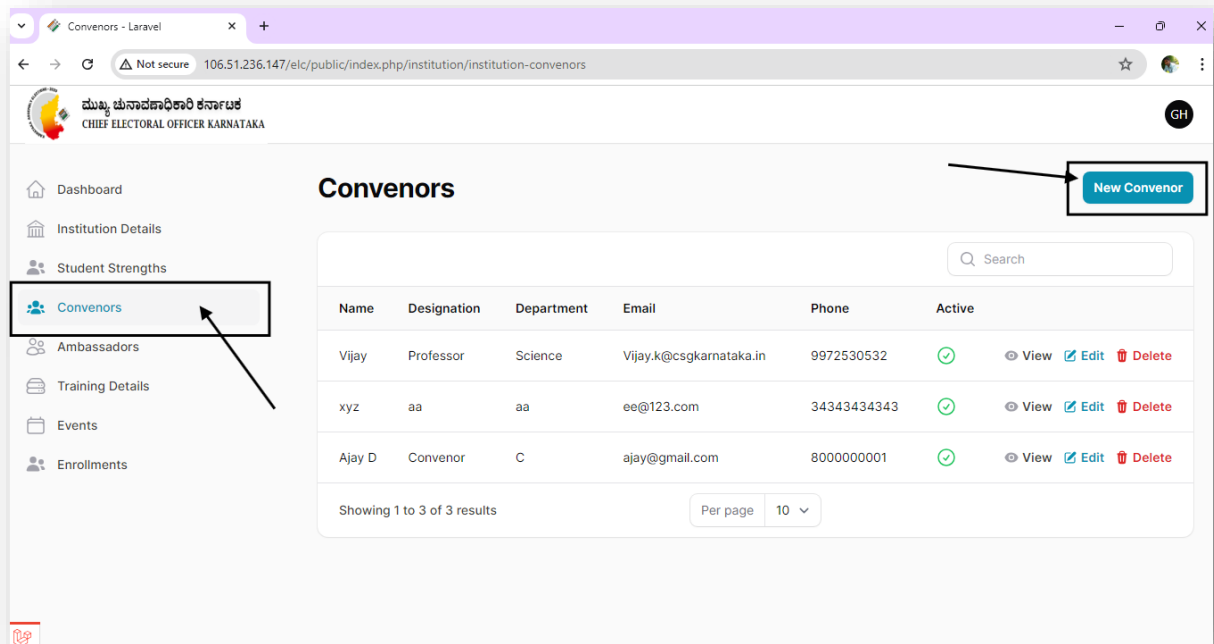 Convenors - Laravel
Not secure 106.51.236.147/elc/public/index.php/institution/institution-convenors
ಮುಖ್ಯ ಚುನಾವಣಾಧಿಕಾರಿ ಕರ್ನಾಟಕ
CHIEF ELECTORAL OFFICER KARNATAKA
GH
Dashboard
Institution Details
Student Strengths
Convenors
Ambassadors
Training Details
Events
Enrollments
Convenors
New Convenor
Search
Name Designation Department Email Phone Active
Vijay Professor Science Vijay.k@csgkarnataka.in 9972530532 View Edit Delete
xyz aa aa ee@123.com 34343434343 View Edit Delete
Ajay D Convenor C ajay@gmail.com 8000000001 View Edit Delete
Showing 1 to 3 of 3 results Per page 10